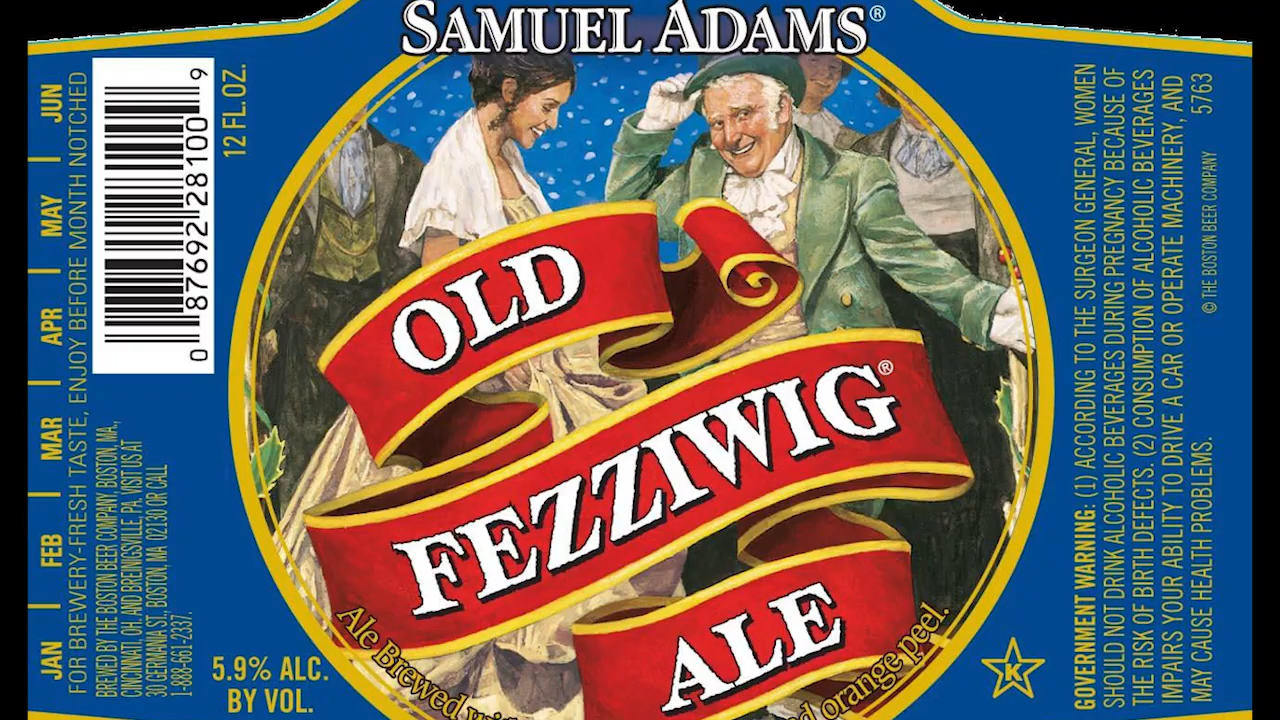 SAMUEL ADAMS®
JAN FEB MAR APR MAY JUN
FOR BREWERY-FRESH TASTE, ENJOY BEFORE MONTH NOTCHED
BREWED BY THE BOSTON BEER COMPANY, BOSTON, MA,
CINCINNATI, OH, AND BREINIGSVILLE, PA. VISIT US AT
30 GERMANIA ST., BOSTON, MA 02130 OR CALL
1-888-661-2337.
0 87692 28100 9
12 FL.OZ.
5.9% ALC.
BY VOL.
OLD
FEZZIWIG®
ALE
Ale Brewed
orange peel.
K
GOVERNMENT WARNING: (1) ACCORDING TO THE SURGEON GENERAL, WOMEN
SHOULD NOT DRINK ALCOHOLIC BEVERAGES DURING PREGNANCY BECAUSE OF
THE RISK OF BIRTH DEFECTS. (2) CONSUMPTION OF ALCOHOLIC BEVERAGES
IMPAIRS YOUR ABILITY TO DRIVE A CAR OR OPERATE MACHINERY, AND
MAY CAUSE HEALTH PROBLEMS. 5763
© THE BOSTON BEER COMPANY